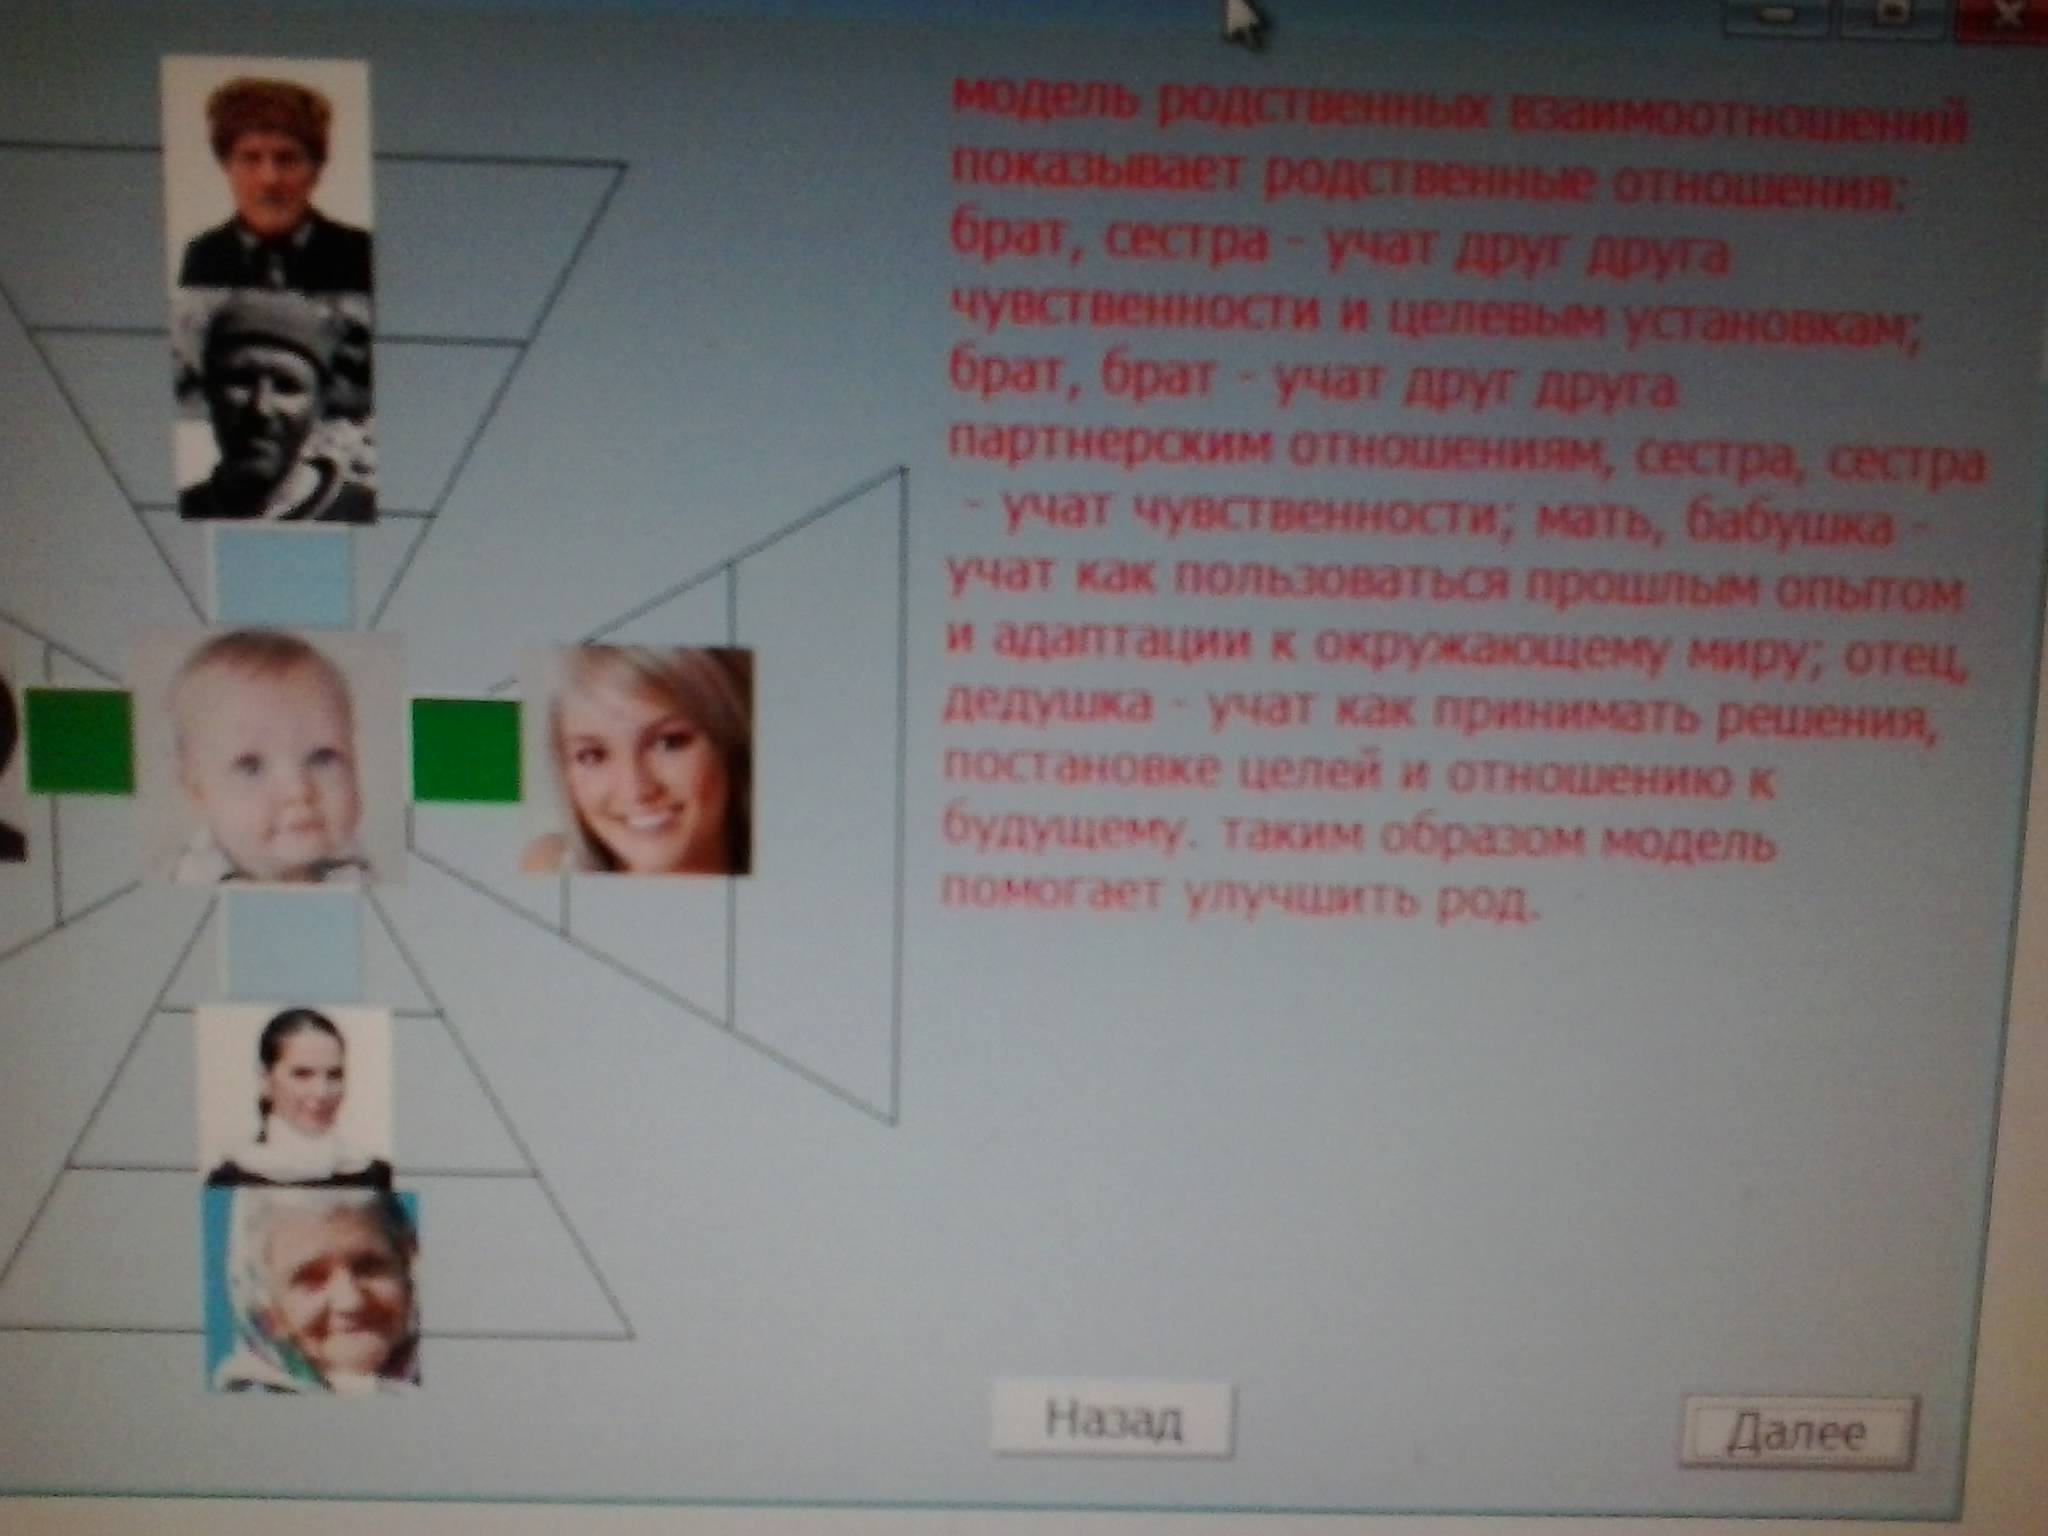 модель родственных взаимоотношений
показывает родственные отношения:
брат, сестра - учат друг друга
чувственности и целевым установкам;
брат, брат - учат друг друга
партнерским отношениям, сестра, сестра
- учат чувственности; мать, бабушка -
учат как пользоваться прошлым опытом
и адаптации к окружающему миру; отец,
дедушка - учат как принимать решения,
постановке целей и отношению к
будущему. таким образом модель
помогает улучшить род.
Назад
Далее